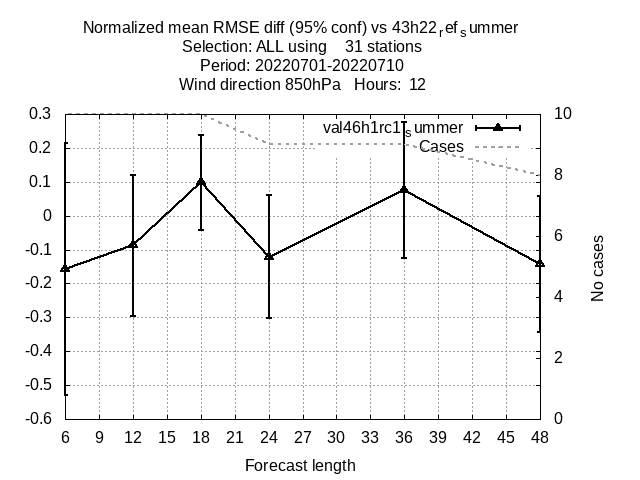 Normalized mean RMSE diff (95% conf) vs 43h22refsummer
Selection: ALL using 31 stations
Period: 20220701-20220710
Wind direction 850hPa Hours: 12
val46h1rc1summer
Cases
0.3
0.2
0.1
0
-0.1
-0.2
-0.3
-0.4
-0.5
-0.6
10
8
6
4
2
0
No cases
6 9 12 15 18 21 24 27 30 33 36 39 42 45 48
Forecast length